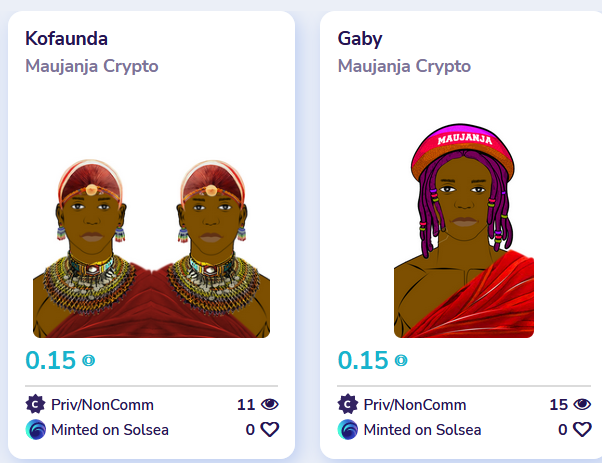 Kofaunda
Maujanja Crypto
0.15
Priv/NonComm 11
Minted on Solsea 0
Gaby
Maujanja Crypto
MAUJANJA
0.15
Priv/NonComm 15
Minted on Solsea 0